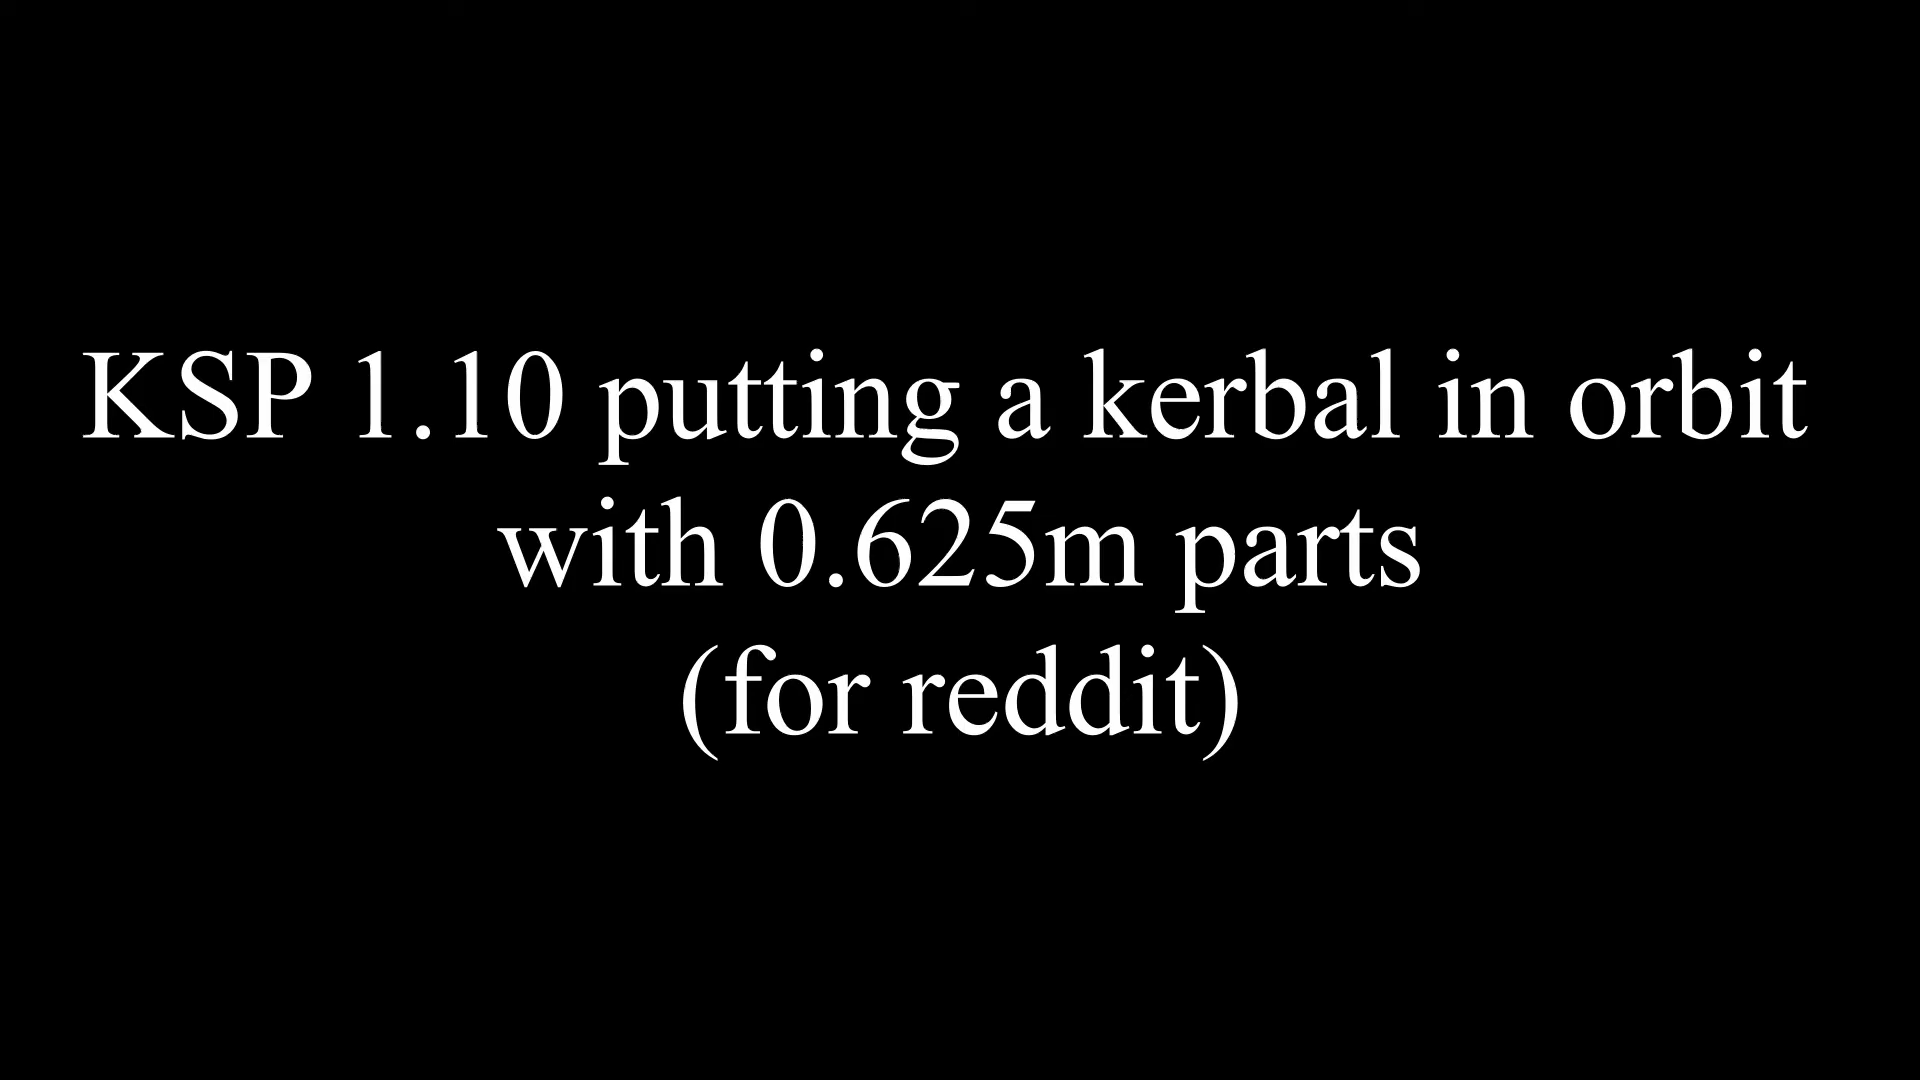 KSP 1.10 putting a kerbal in orbit
with 0.625m parts
(for reddit)